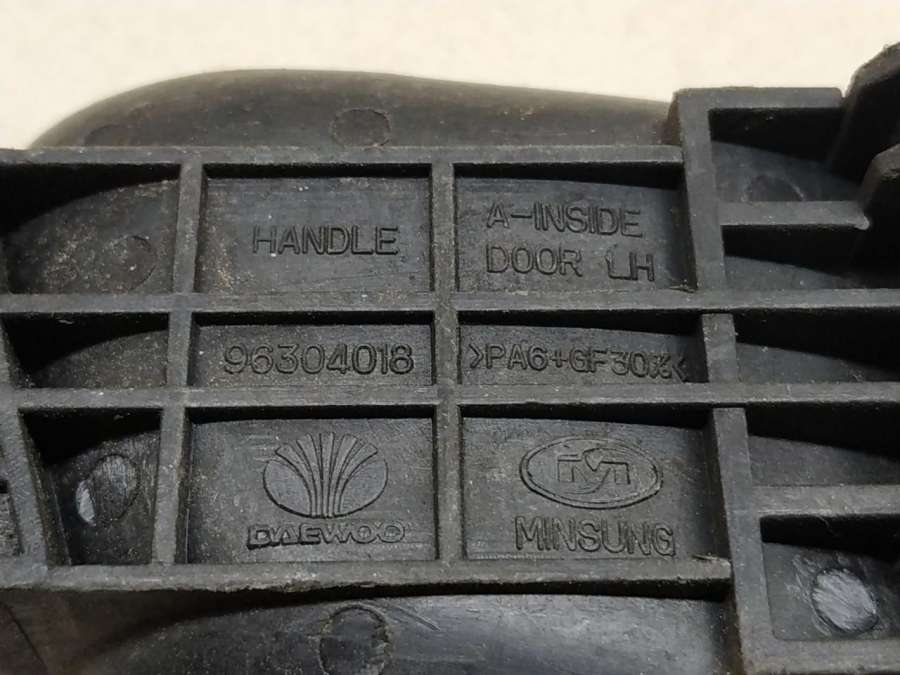 HANDLE
A-INSIDE
DOOR LH
96304018
>PA6+GF30%<
DAEWOO
MINSUNG